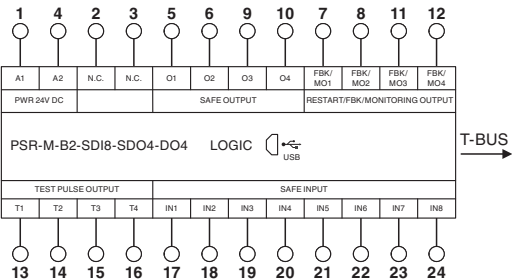 1 4 2 3 5 6 9 10 7 8 11 12
A1 A2 N.C. N.C. O1 O2 O3 O4 FBK/ MO1 FBK/ MO2 FBK/ MO3 FBK/ MO4
PWR 24V DC SAFE OUTPUT RESTART/FBK/MONITORING OUTPUT
PSR-M-B2-SDI8-SDO4-DO4 LOGIC USB
T-BUS
TEST PULSE OUTPUT SAFE INPUT
T1 T2 T3 T4 IN1 IN2 IN3 IN4 IN5 IN6 IN7 IN8
13 14 15 16 17 18 19 20 21 22 23 24